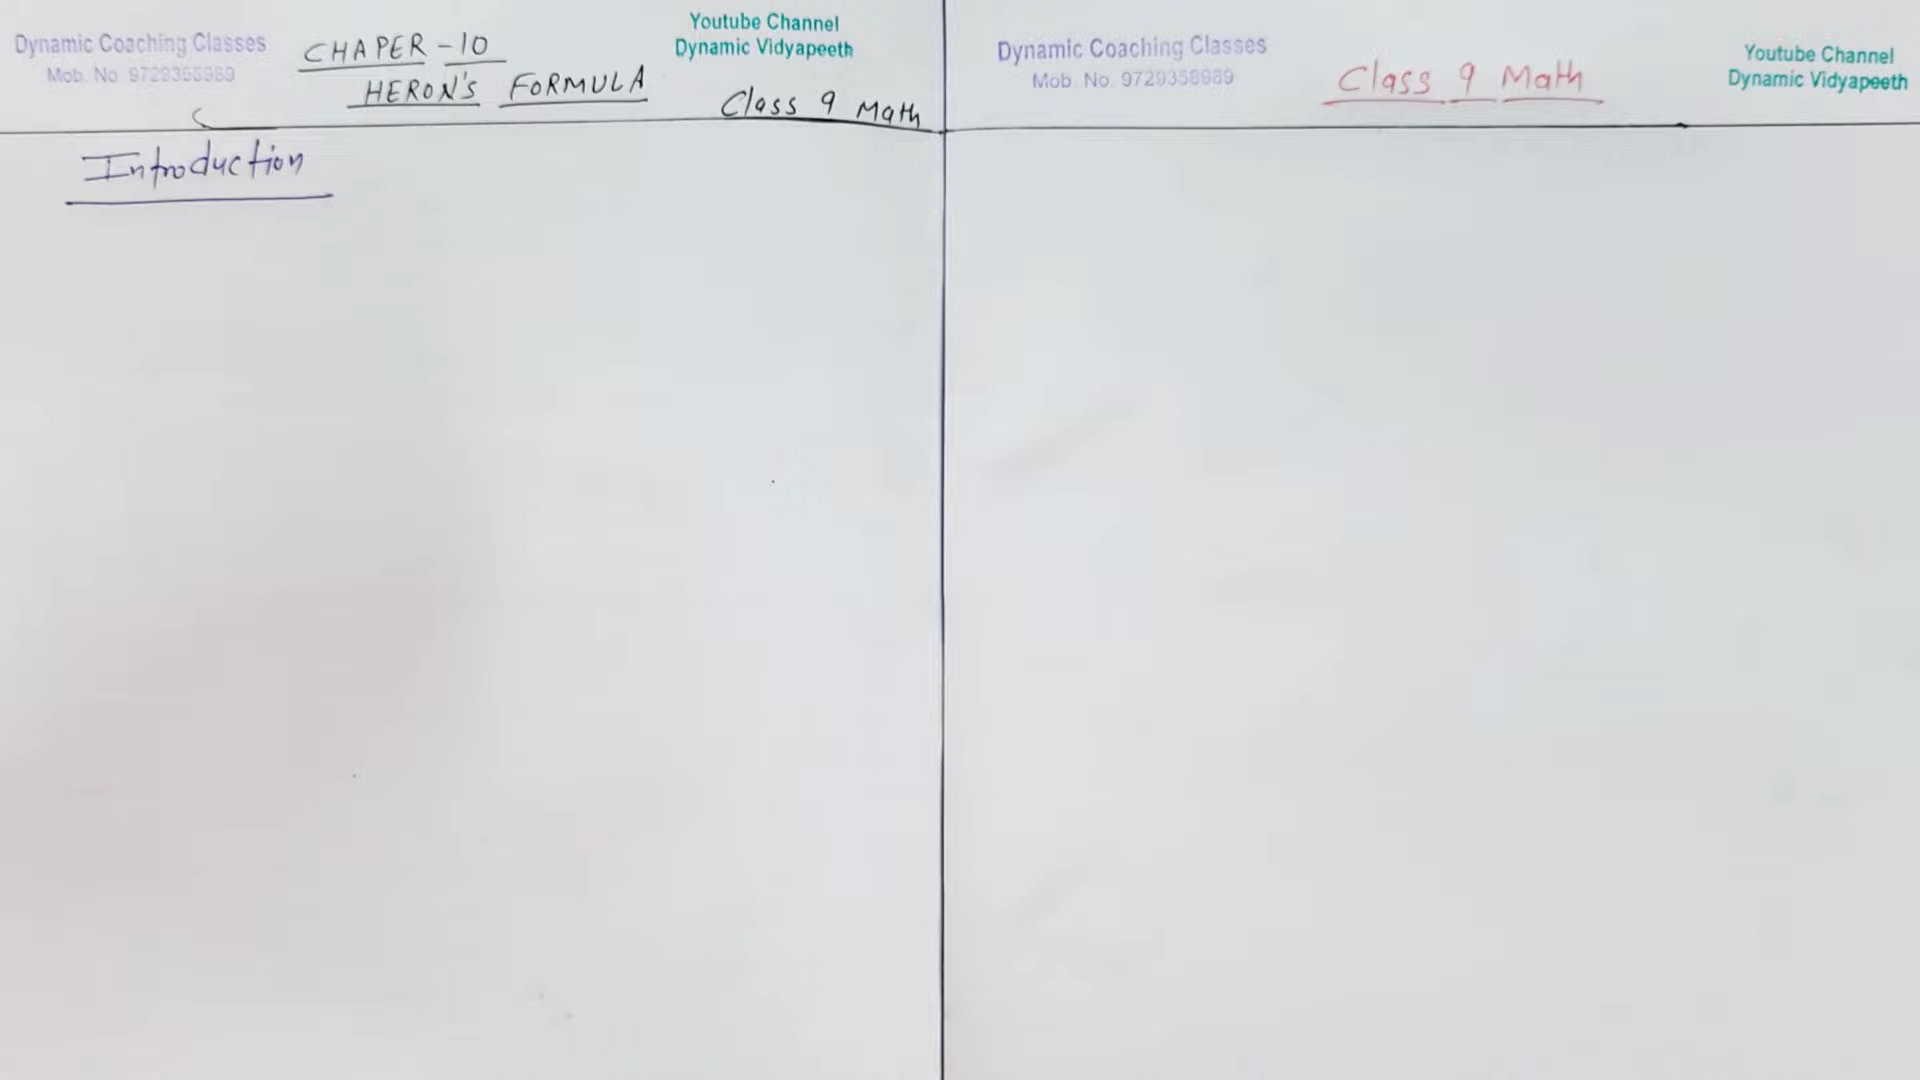 Dynamic Coaching Classes
Mob. No 9729358989
CHAPER - 10
HERON'S FORMULA
Youtube Channel
Dynamic Vidyapeeth
Class 9 Math
Introduction
Dynamic Coaching Classes
Mob. No. 9729358989
Class 9 Math
Youtube Channel
Dynamic Vidyapeeth